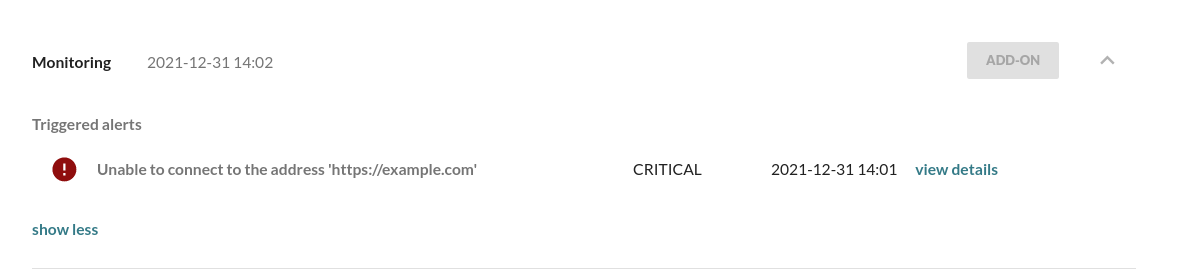 Monitoring 2021-12-31 14:02 ADD-ON
Triggered alerts
Unable to connect to the address 'https://example.com' CRITICAL 2021-12-31 14:01 view details
show less